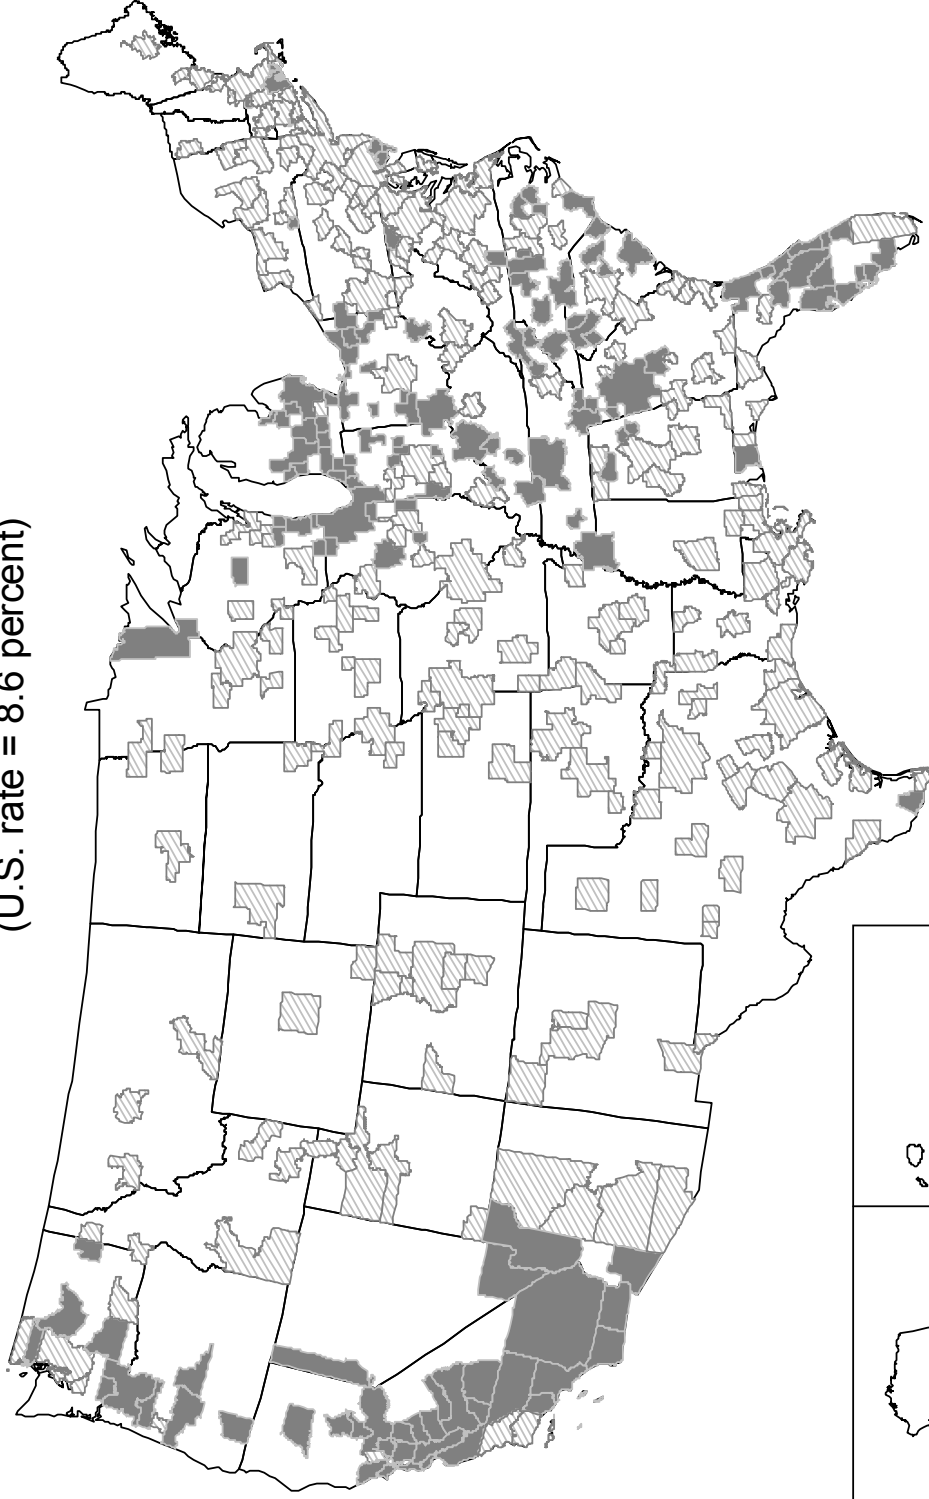 (U.S. rate = 8.6 percent)